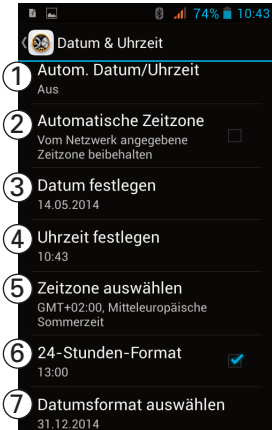 74% 10:43
Datum & Uhrzeit
1 Autom. Datum/Uhrzeit
Aus
2 Automatische Zeitzone
Vom Netzwerk angegebene
Zeitzone beibehalten
3 Datum festlegen
14.05.2014
4 Uhrzeit festlegen
10:43
5 Zeitzone auswählen
GMT+02:00, Mitteleuropäische
Sommerzeit
6 24-Stunden-Format
13:00
7 Datumsformat auswählen
31.12.2014